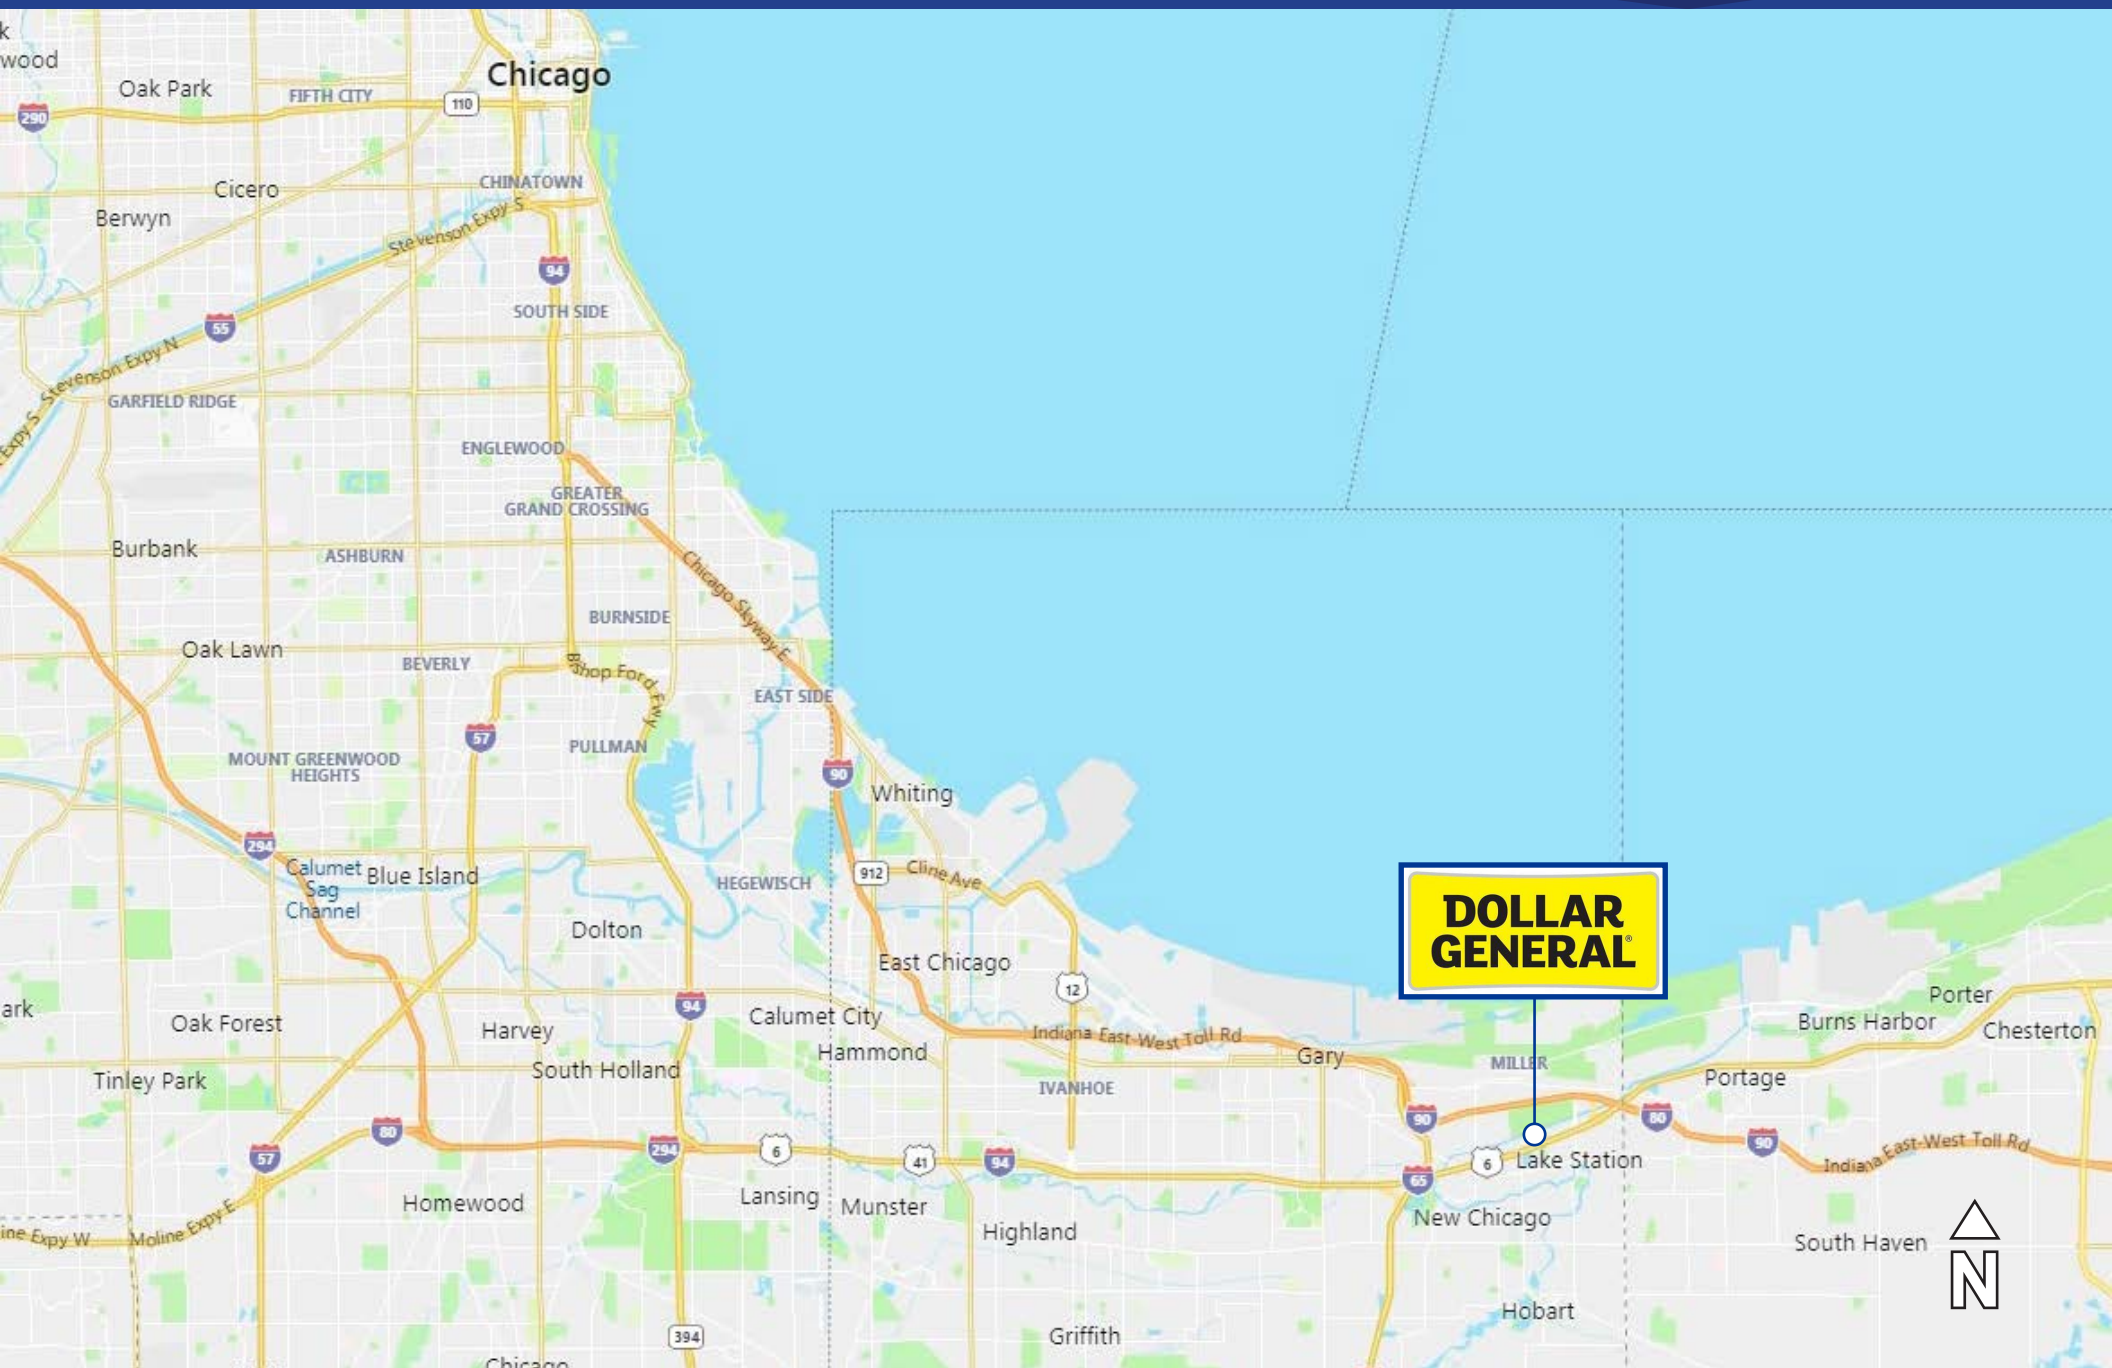 k
wood
Oak Park
FIFTH CITY
110
Chicago
290
Cicero
CHINATOWN
Berwyn
Stevenson Expy S
94
SOUTH SIDE
55
Stevenson Expy N
Expy S
GARFIELD RIDGE
ENGLEWOOD
GREATER
GRAND CROSSING
Burbank
ASHBURN
Chicago Skyway E
BURNSIDE
Oak Lawn
BEVERLY
Bishop Ford Fwy
EAST SIDE
57
PULLMAN
MOUNT GREENWOOD
HEIGHTS
90
Whiting
294
Calumet
Sag
Channel
Blue Island
HEGEWISCH
912
Cline Ave
DOLLAR
GENERAL®
Dolton
East Chicago
12
94
ark
Oak Forest
Harvey
Calumet City
Porter
Burns Harbor
Chesterton
Indiana East-West Toll Rd
Hammond
Gary
MILLER
South Holland
Tinley Park
IVANHOE
Portage
90
80
80
90
57
294
6
41
94
6
Lake Station
Indiana East-West Toll Rd
65
Homewood
Lansing
Munster
New Chicago
Highland
ine Expy W
Moline Expy E
South Haven
N
Hobart
394
Griffith
Chicago